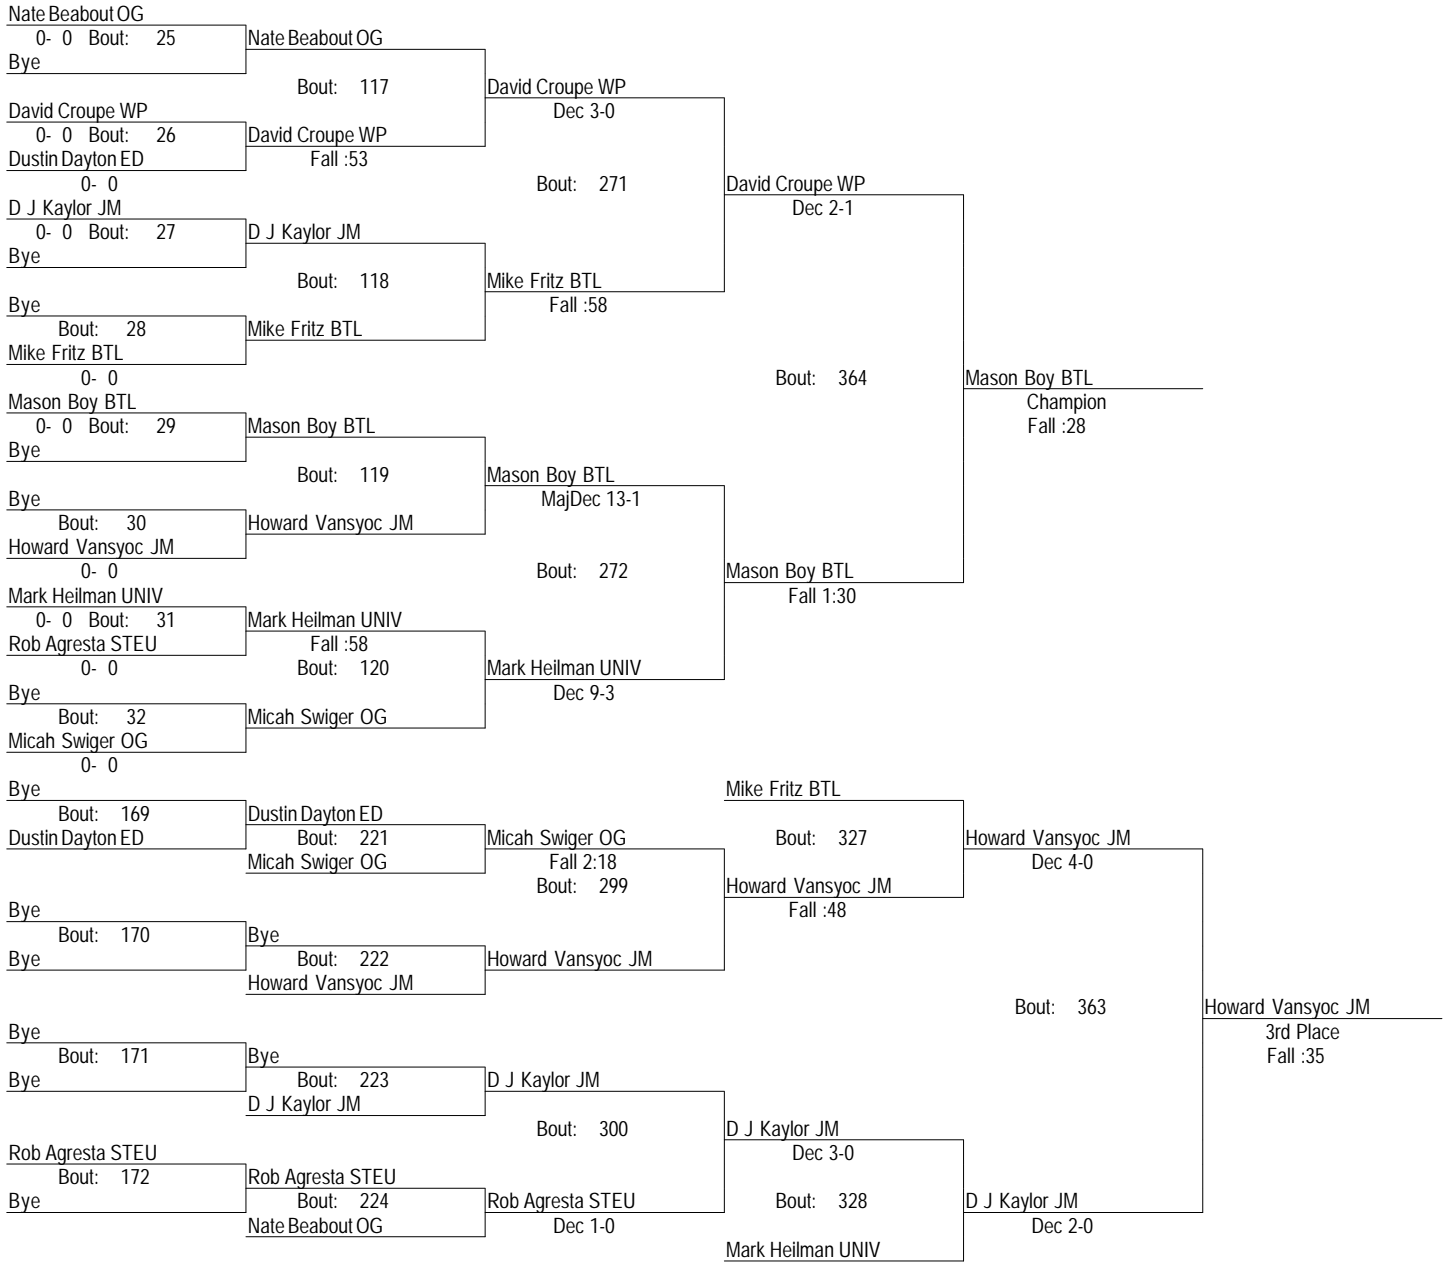 Nate Beabout OG
0- 0 Bout: 25
Nate Beabout OG
Bye
Bout: 117
David Croupe WP
Dec 3-0
David Croupe WP
0- 0 Bout: 26
David Croupe WP
Dustin Dayton ED
Fall :53
0- 0
Bout: 271
David Croupe WP
Dec 2-1
D J Kaylor JM
0- 0 Bout: 27
D J Kaylor JM
Bye
Bout: 118
Mike Fritz BTL
Fall :58
Bye
Bout: 28
Mike Fritz BTL
Mike Fritz BTL
0- 0
Bout: 364
Mason Boy BTL
Champion
Fall :28
Mason Boy BTL
0- 0 Bout: 29
Mason Boy BTL
Bye
Bout: 119
Mason Boy BTL
MajDec 13-1
Bye
Bout: 30
Howard Vansyoc JM
Howard Vansyoc JM
0- 0
Bout: 272
Mason Boy BTL
Fall 1:30
Mark Heilman UNIV
0- 0 Bout: 31
Mark Heilman UNIV
Rob Agresta STEU
Fall :58
0- 0
Bout: 120
Mark Heilman UNIV
Dec 9-3
Bye
Bout: 32
Micah Swiger OG
Micah Swiger OG
0- 0
Bye
Mike Fritz BTL
Bout: 169
Dustin Dayton ED
Dustin Dayton ED
Bout: 221
Micah Swiger OG
Bout: 327
Howard Vansyoc JM
Micah Swiger OG
Fall 2:18
Dec 4-0
Bout: 299
Howard Vansyoc JM
Fall :48
Bye
Bout: 170
Bye
Bye
Bout: 222
Howard Vansyoc JM
Howard Vansyoc JM
Bout: 363
Howard Vansyoc JM
3rd Place
Fall :35
Bye
Bout: 171
Bye
Bye
Bout: 223
D J Kaylor JM
D J Kaylor JM
Bout: 300
D J Kaylor JM
Dec 3-0
Rob Agresta STEU
Bout: 172
Rob Agresta STEU
Bye
Bout: 224
Rob Agresta STEU
Bout: 328
D J Kaylor JM
Nate Beabout OG
Dec 1-0
Dec 2-0
Mark Heilman UNIV